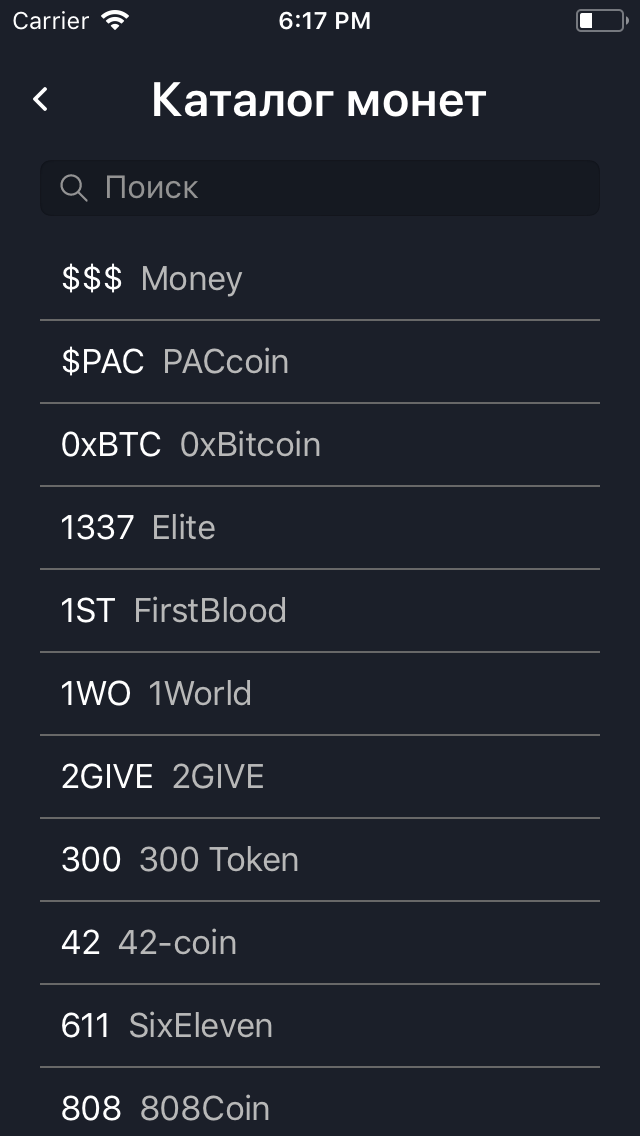 Carrier 6:17 PM
Каталог монет
Поиск
$$$ Money
$PAC PACcoin
0xBTC 0xBitcoin
1337 Elite
1ST FirstBlood
1WO 1World
2GIVE 2GIVE
300 300 Token
42 42-coin
611 SixEleven
808 808Coin